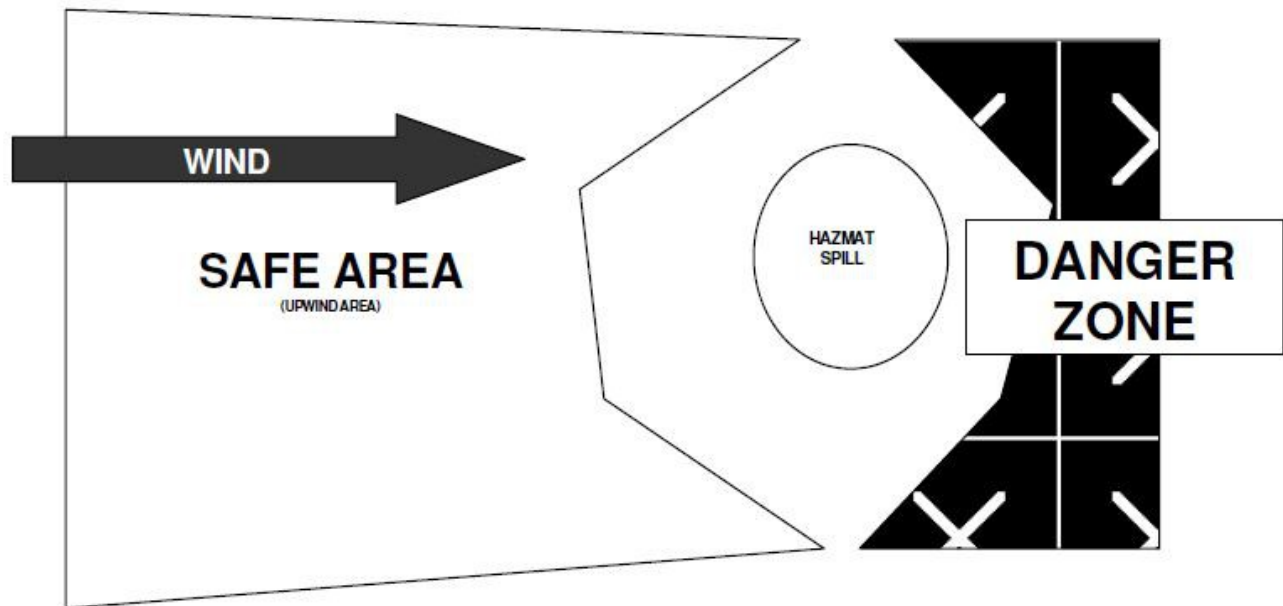 WIND
SAFE AREA
(UPWIND AREA)
HAZMAT
SPILL
DANGER
ZONE